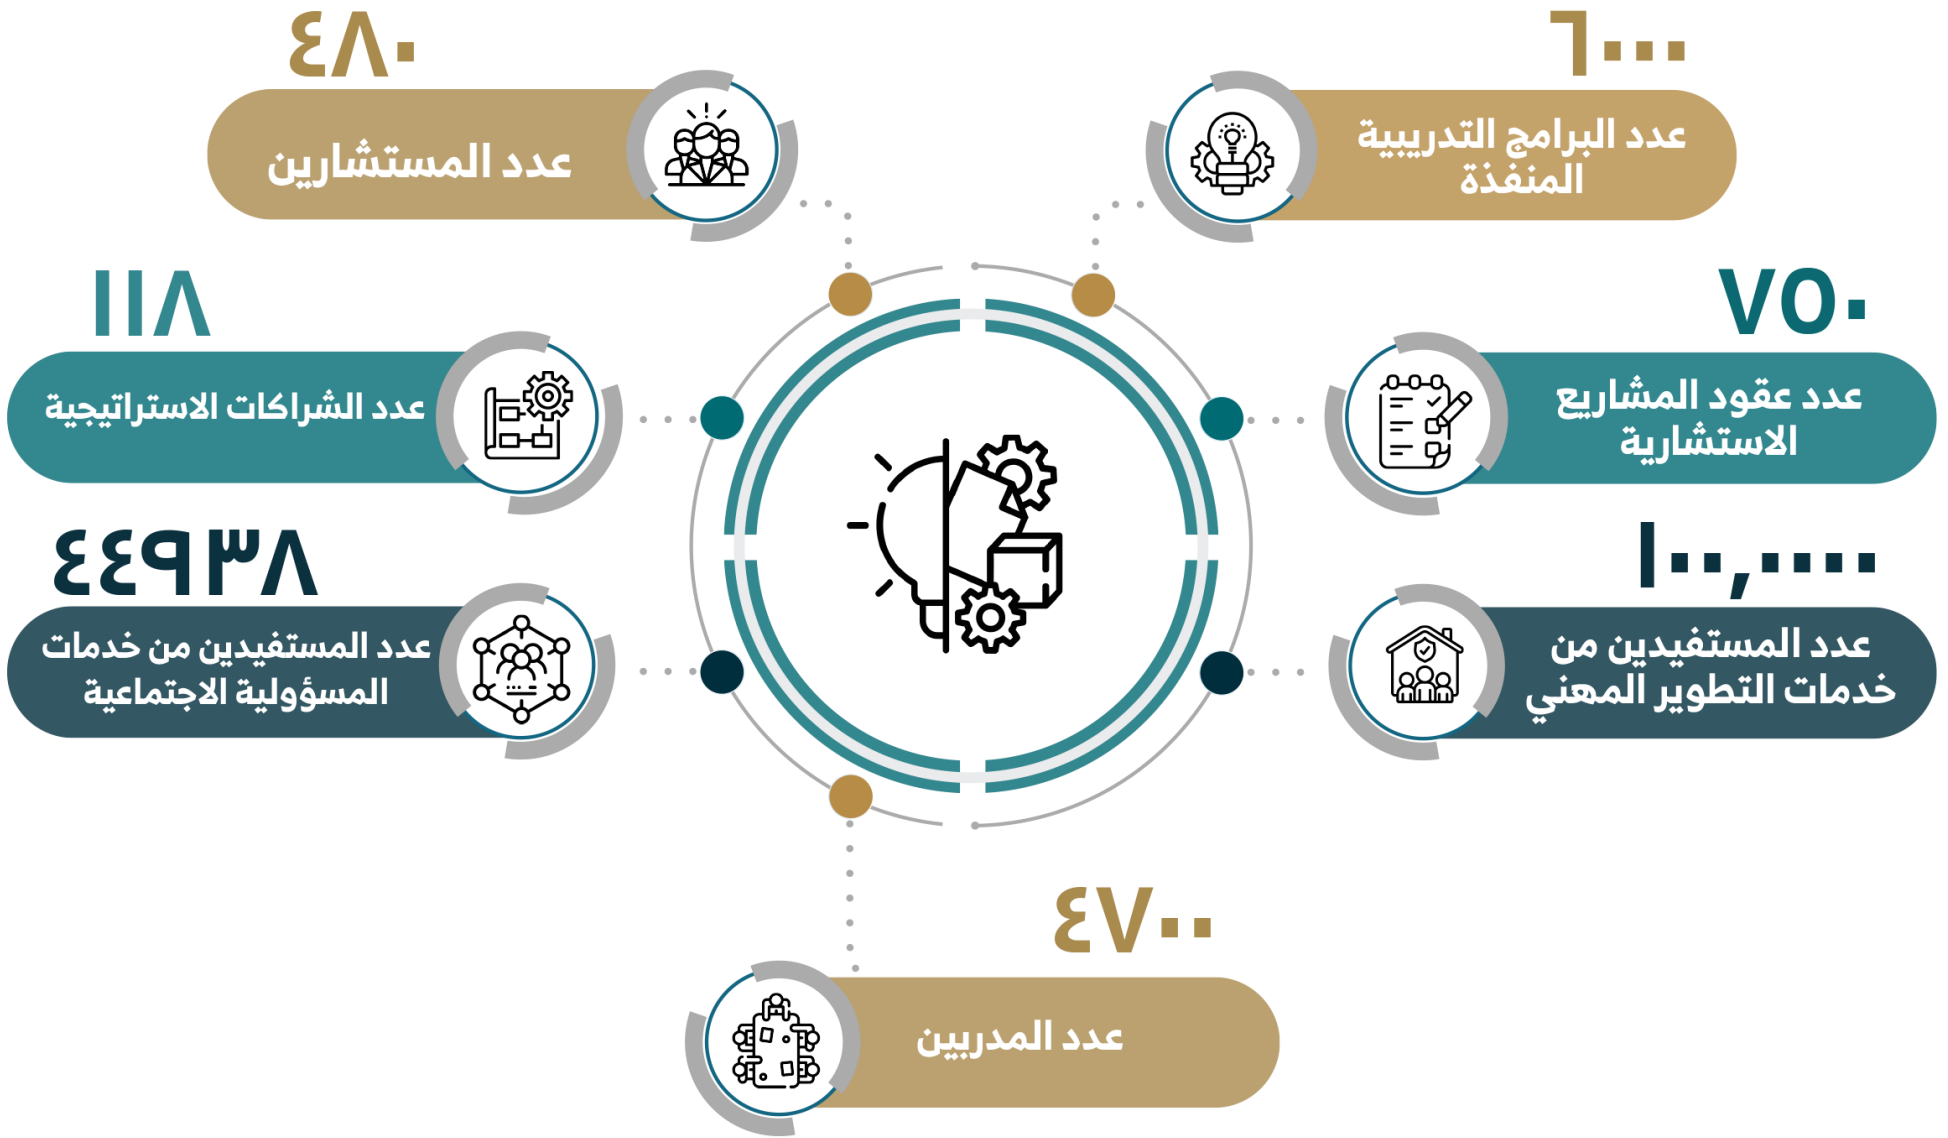 ٦٠٠٠
عدد البرامج التدريبية
المنفذة
٧٥٠
عدد عقود المشاريع
الاستشارية
١٠٠,٠٠٠٠
عدد المستفيدين من
خدمات التطوير المهني
٤٨٠
عدد المستشارين
١١٨
عدد الشراكات الاستراتيجية
٤٤٩٣٨
عدد المستفيدين من خدمات
المسؤولية الاجتماعية
٤٧٠٠
عدد المدربين